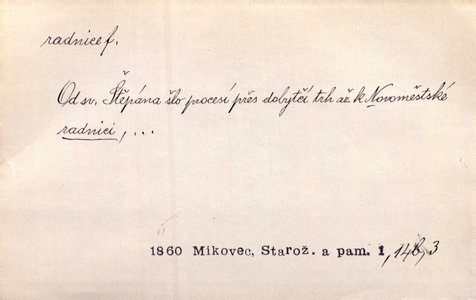 radnice f.
Od sv. Štěpána šlo procesí přes dobytčí trh až k Novoměstské
radnici, ...
1860 Mikovec, Starož. a pam. 1, 148, 3